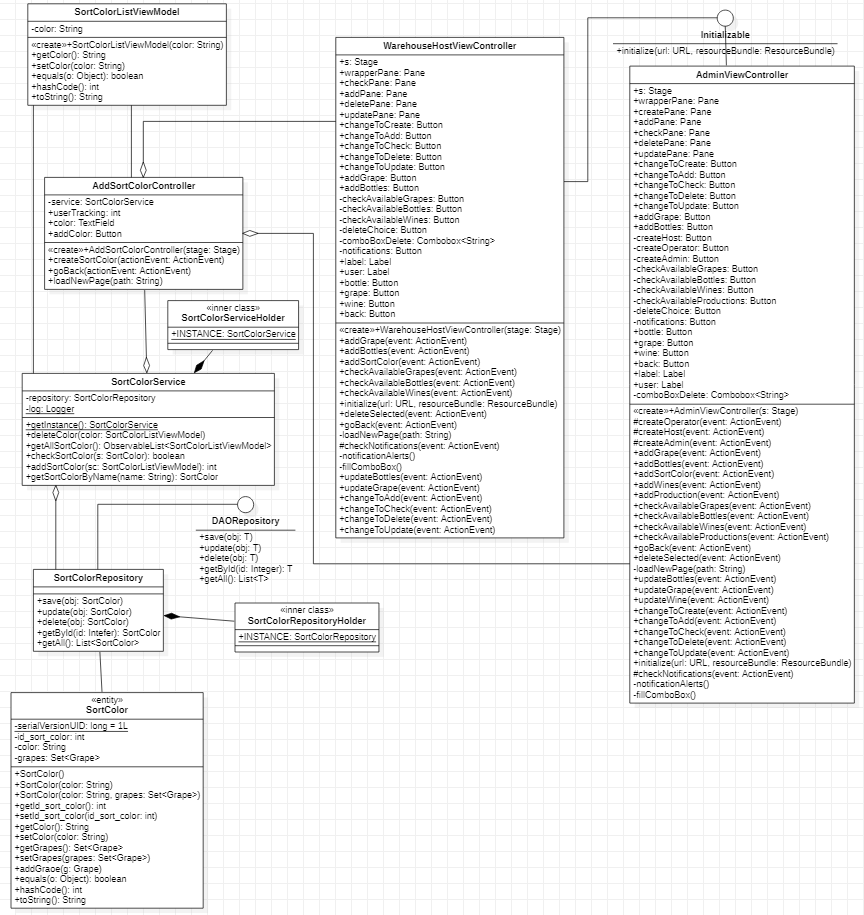 SortColorListViewModel
-color: String
«create»+SortColorListViewModel(color: String)
+getColor(): String
+setColor(color: String)
+equals(o: Object): boolean
+hashCode(): int
+toString(): String
AddSortColorController
-service: SortColorService
+userTracking: int
+color: TextField
+addColor: Button
«create»+AddSortColorController(stage: Stage)
+createSortColor(actionEvent: ActionEvent)
+goBack(actionEvent: ActionEvent)
+loadNewPage(path: String)
«inner class»
SortColorServiceHolder
+INSTANCE: SortColorService
SortColorService
-repository: SortColorRepository
-log: Logger
+getInstance(): SortColorService
+deleteColor(color: SortColorListViewModel)
+getAllSortColor(): ObservableList<SortColorListViewModel>
+checkSortColor(s: SortColor): boolean
+addSortColor(sc: SortColorListViewModel): int
+getSortColorByName(name: String): SortColor
DAORepository
+save(obj: T)
+update(obj: T)
+delete(obj: T)
+getById(id: Integer): T
+getAll(): List<T>
SortColorRepository
+save(obj: SortColor)
+update(obj: SortColor)
+delete(obj: SortColor)
+getById(id: Intefer): SortColor
+getAll(): List<SortColor>
«inner class»
SortColorRepositoryHolder
+INSTANCE: SortColorRepository
«entity»
SortColor
-serialVersionUID: long = 1L
-id_sort_color: int
-color: String
-grapes: Set<Grape>
+SortColor()
+SortColor(color: String)
+SortColor(color: String, grapes: Set<Grape>)
+getId_sort_color(): int
+setId_sort_color(id_sort_color: int)
+getColor(): String
+setColor(color: String)
+getGrapes(): Set<Grape>
+setGrapes(grapes: Set<Grape>)
+addGraoe(g: Grape)
+equals(o: Object): boolean
+hashCode(): int
+toString(): String
WarehouseHostViewController
+s: Stage
+wrapperPane: Pane
+checkPane: Pane
+addPane: Pane
+deletePane: Pane
+updatePane: Pane
+changeToCreate: Button
+changeToAdd: Button
+changeToCheck: Button
+changeToDelete: Button
+changeToUpdate: Button
+addGrape: Button
+addBottles: Button
-checkAvailableGrapes: Button
-checkAvailableBottles: Button
-checkAvailableWines: Button
-deleteChoice: Button
-comboBoxDelete: Combobox<String>
-notifications: Button
+label: Label
+user: Label
+bottle: Button
+grape: Button
+wine: Button
+back: Button
«create»+WarehouseHostViewController(stage: Stage)
+addGrape(event: ActionEvent)
+addBottles(event: ActionEvent)
+addSortColor(event: ActionEvent)
+checkAvailableGrapes(event: ActionEvent)
+checkAvailableBottles(event: ActionEvent)
+checkAvailableWines(event: ActionEvent)
+initialize(url: URL, resourceBundle: ResourceBundle)
+deleteSelected(event: ActionEvent)
+goBack(event: ActionEvent)
-loadNewPage(path: String)
#checkNotifications(event: ActionEvent)
-notificationAlerts()
-fillComboBox()
+updateBottles(event: ActionEvent)
+updateGrape(event: ActionEvent)
+changeToAdd(event: ActionEvent)
+changeToCheck(event: ActionEvent)
+changeToDelete(event: ActionEvent)
+changeToUpdate(event: ActionEvent)
Initializable
+initialize(url: URL, resourceBundle: ResourceBundle)
AdminViewController
+s: Stage
+wrapperPane: Pane
+createPane: Pane
+addPane: Pane
+checkPane: Pane
+deletePane: Pane
+updatePane: Pane
+changeToCreate: Button
+changeToAdd: Button
+changeToCheck: Button
+changeToDelete: Button
+changeToUpdate: Button
+addGrape: Button
+addBottles: Button
-createHost: Button
-createOperator: Button
-createAdmin: Button
-checkAvailableGrapes: Button
-checkAvailableBottles: Button
-checkAvailableWines: Button
-checkAvailableProductions: Button
-deleteChoice: Button
-notifications: Button
+bottle: Button
+grape: Button
+wine: Button
+back: Button
+label: Label
+user: Label
-comboBoxDelete: Combobox<String>
«create»+AdminViewController(s: Stage)
#createOperator(event: ActionEvent)
#createHost(event: ActionEvent)
#createAdmin(event: ActionEvent)
+addGrape(event: ActionEvent)
+addBottles(event: ActionEvent)
+addSortColor(event: ActionEvent)
+addWines(event: ActionEvent)
+addProduction(event: ActionEvent)
+checkAvailableGrapes(event: ActionEvent)
+checkAvailableBottles(event: ActionEvent)
+checkAvailableWines(event: ActionEvent)
+checkAvailableProductions(event: ActionEvent)
+goBack(event: ActionEvent)
+deleteSelected(event: ActionEvent)
-loadNewPage(path: String)
+updateBottles(event: ActionEvent)
+updateGrape(event: ActionEvent)
+updateWine(event: ActionEvent)
+changeToCreate(event: ActionEvent)
+changeToAdd(event: ActionEvent)
+changeToCheck(event: ActionEvent)
+changeToDelete(event: ActionEvent)
+changeToUpdate(event: ActionEvent)
+initialize(url: URL, resourceBundle: ResourceBundle)
#checkNotifications(event: ActionEvent)
-notificationAlerts()
-fillComboBox()